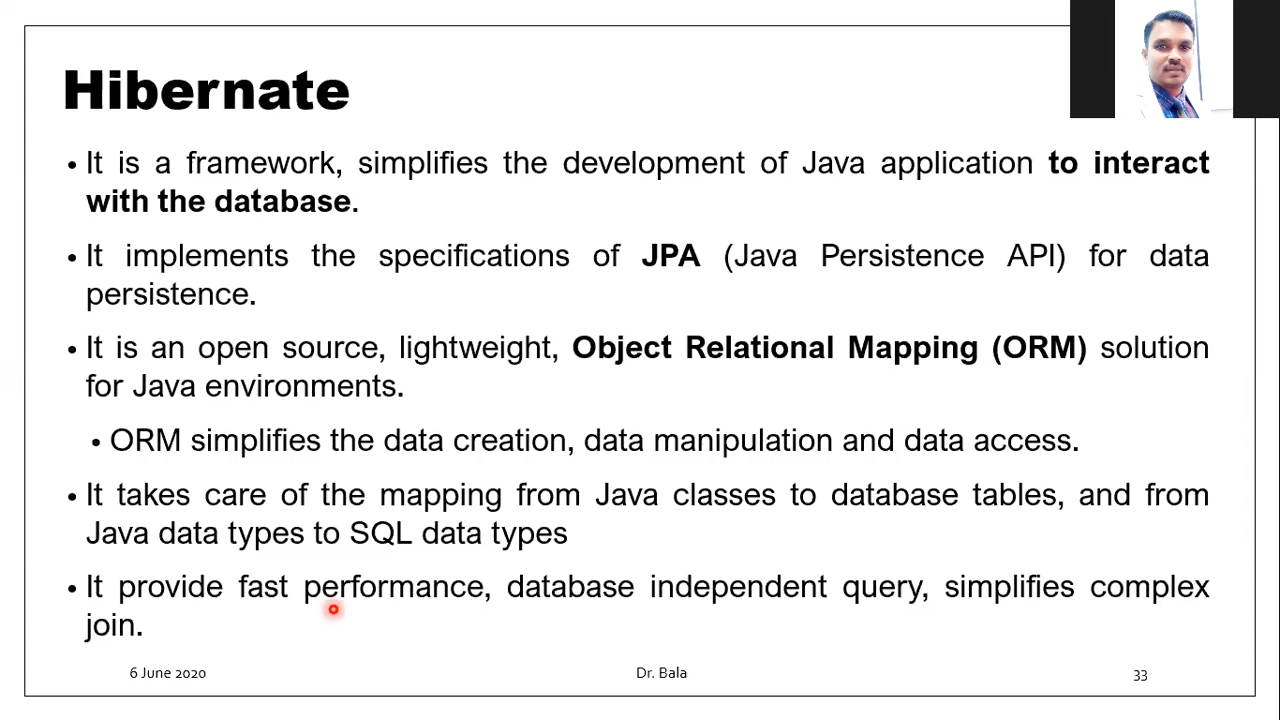 Hibernate
• It is a framework, simplifies the development of Java application to interact
with the database.
• It implements the specifications of JPA (Java Persistence API) for data
persistence.
• It is an open source, lightweight, Object Relational Mapping (ORM) solution
for Java environments.
• ORM simplifies the data creation, data manipulation and data access.
• It takes care of the mapping from Java classes to database tables, and from
Java data types to SQL data types
• It provide fast performance, database independent query, simplifies complex
join.
6 June 2020 Dr. Bala 33